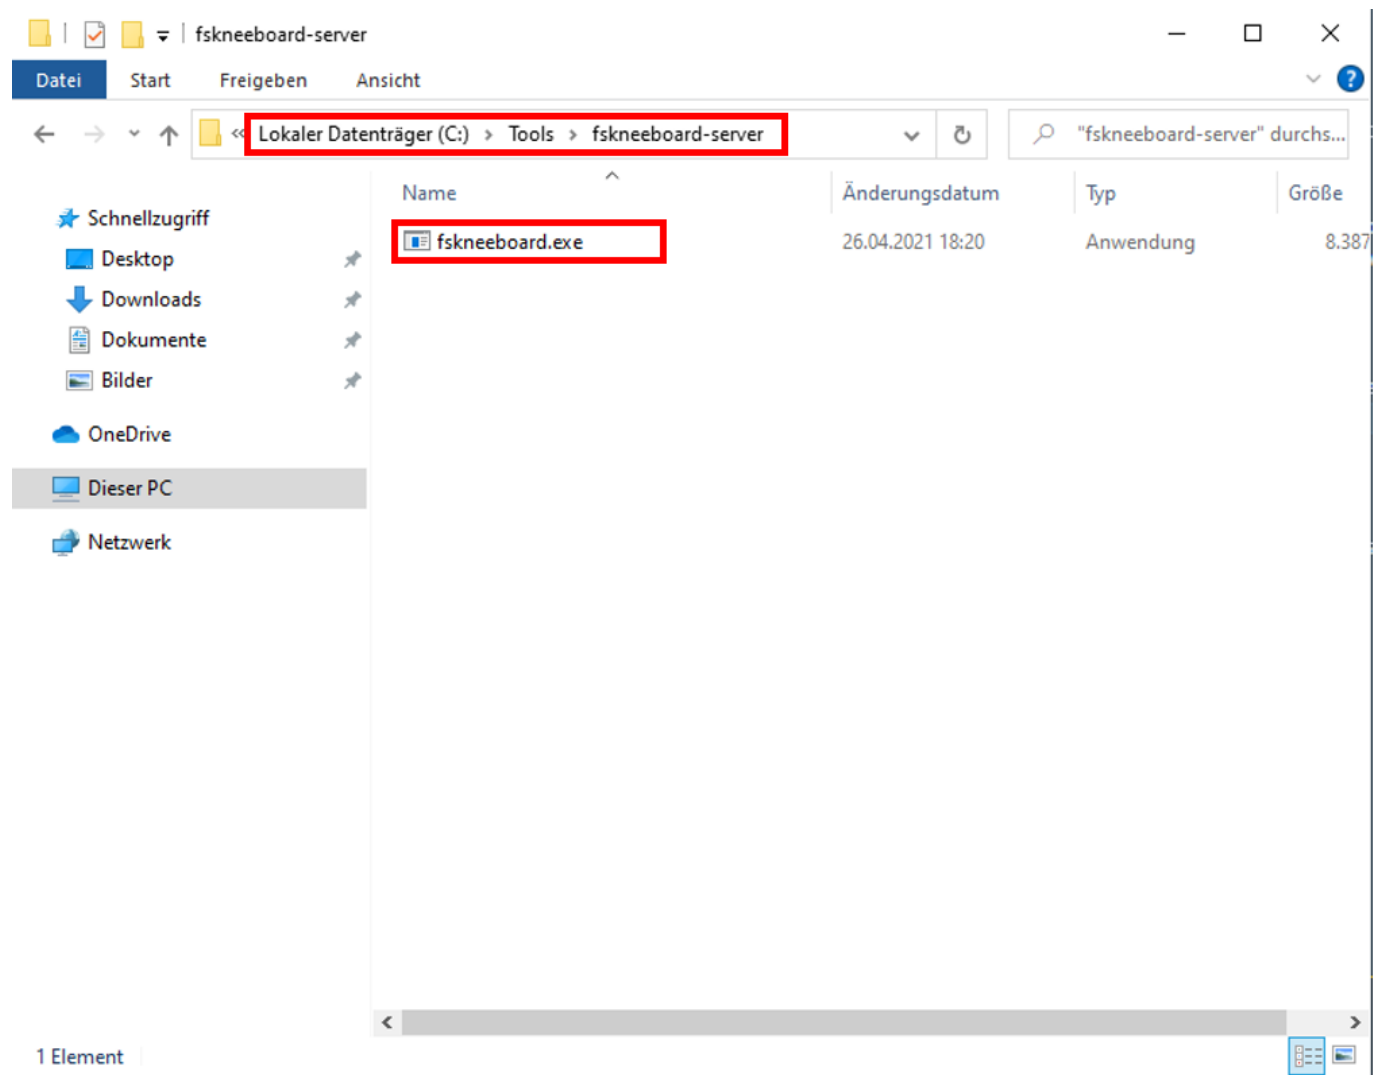 fskneeboard-server
Datei Start Freigeben Ansicht
« Lokaler Datenträger (C:) > Tools > fskneeboard-server
"fskneeboard-server" durchs...
Name Änderungsdatum Typ Größe
fskneeboard.exe 26.04.2021 18:20 Anwendung 8.387
Schnellzugriff
Desktop
Downloads
Dokumente
Bilder
OneDrive
Dieser PC
Netzwerk
1 Element